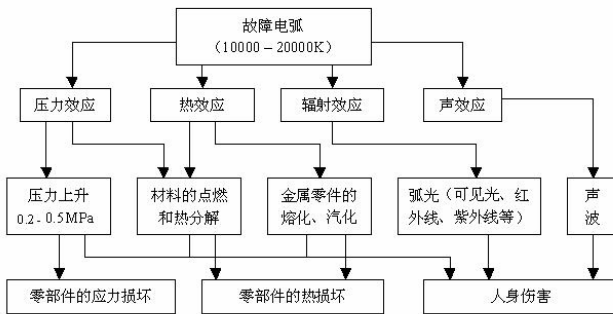 故障电弧
(10000－20000K)
压力效应
热效应
辐射效应
声效应
压力上升
0.2 - 0.5MPa
材料的点燃
和热分解
金属零件的
熔化、汽化
弧光（可见光、红
外线、紫外线等）
声
波
零部件的应力损坏
零部件的热损坏
人身伤害